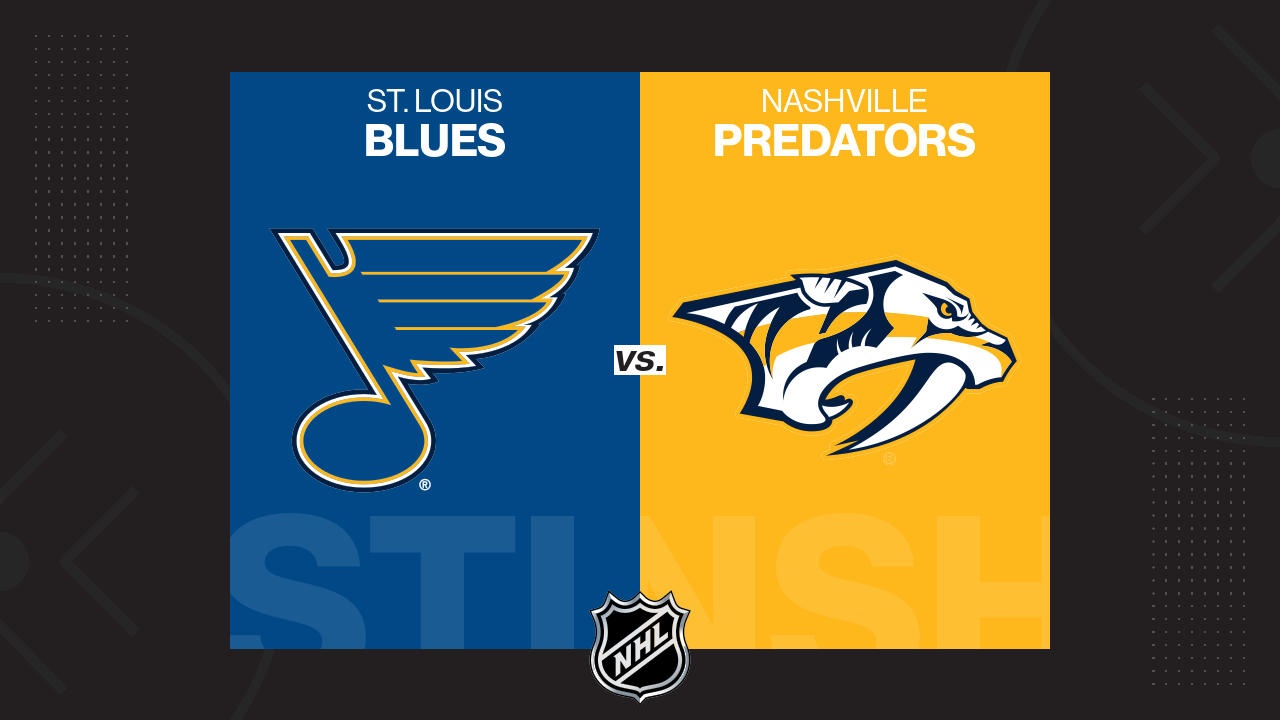 ST. LOUIS
BLUES
NASHVILLE
PREDATORS
vs.
®
®
STL
NSH
NHL